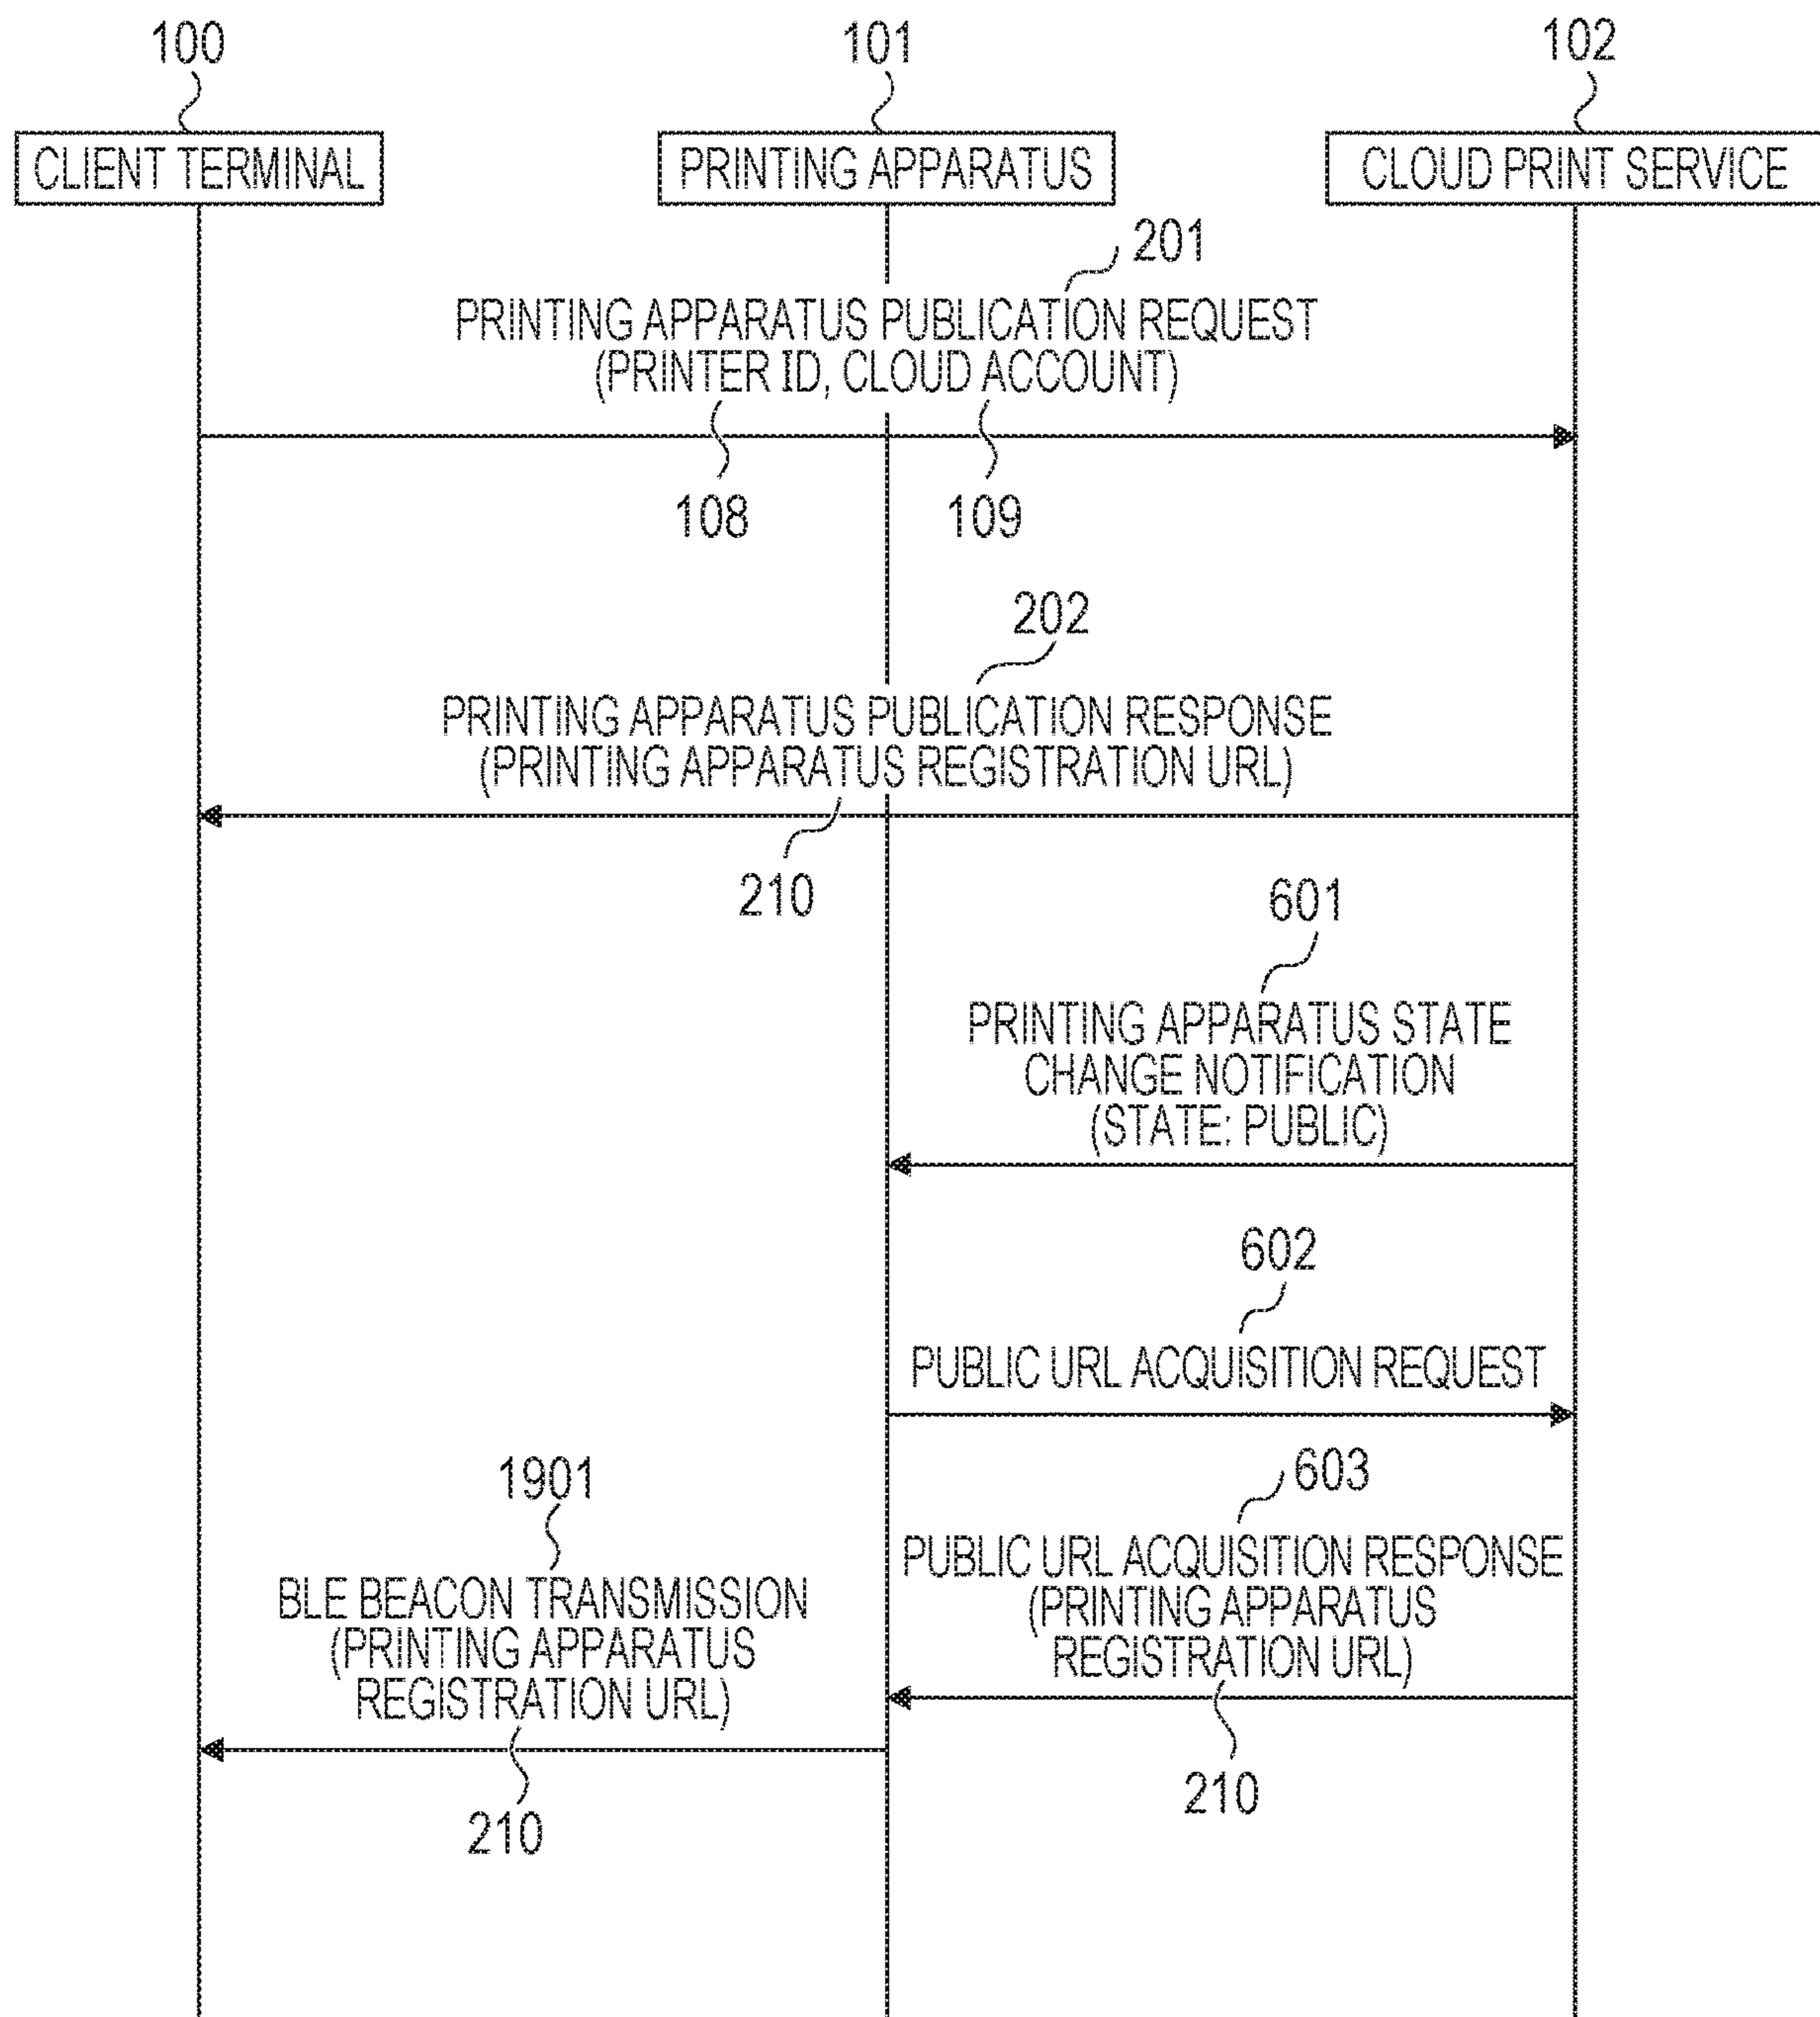 100
101
102
CLIENT TERMINAL
PRINTING APPARATUS
CLOUD PRINT SERVICE
201
PRINTING APPARATUS PUBLICATION REQUEST
(PRINTER ID, CLOUD ACCOUNT)
108
109
202
PRINTING APPARATUS PUBLICATION RESPONSE
(PRINTING APPARATUS REGISTRATION URL)
210
601
PRINTING APPARATUS STATE
CHANGE NOTIFICATION
(STATE: PUBLIC)
602
PUBLIC URL ACQUISITION REQUEST
603
PUBLIC URL ACQUISITION RESPONSE
(PRINTING APPARATUS
REGISTRATION URL)
210
1901
BLE BEACON TRANSMISSION
(PRINTING APPARATUS
REGISTRATION URL)
210